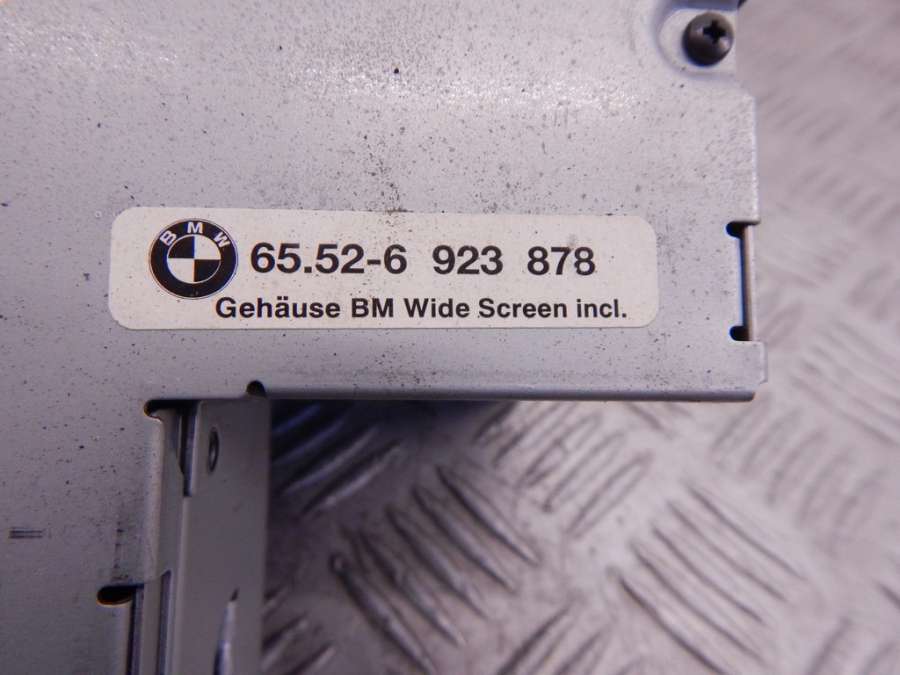 BMW 65.52-6 923 878
Gehäuse BM Wide Screen incl.